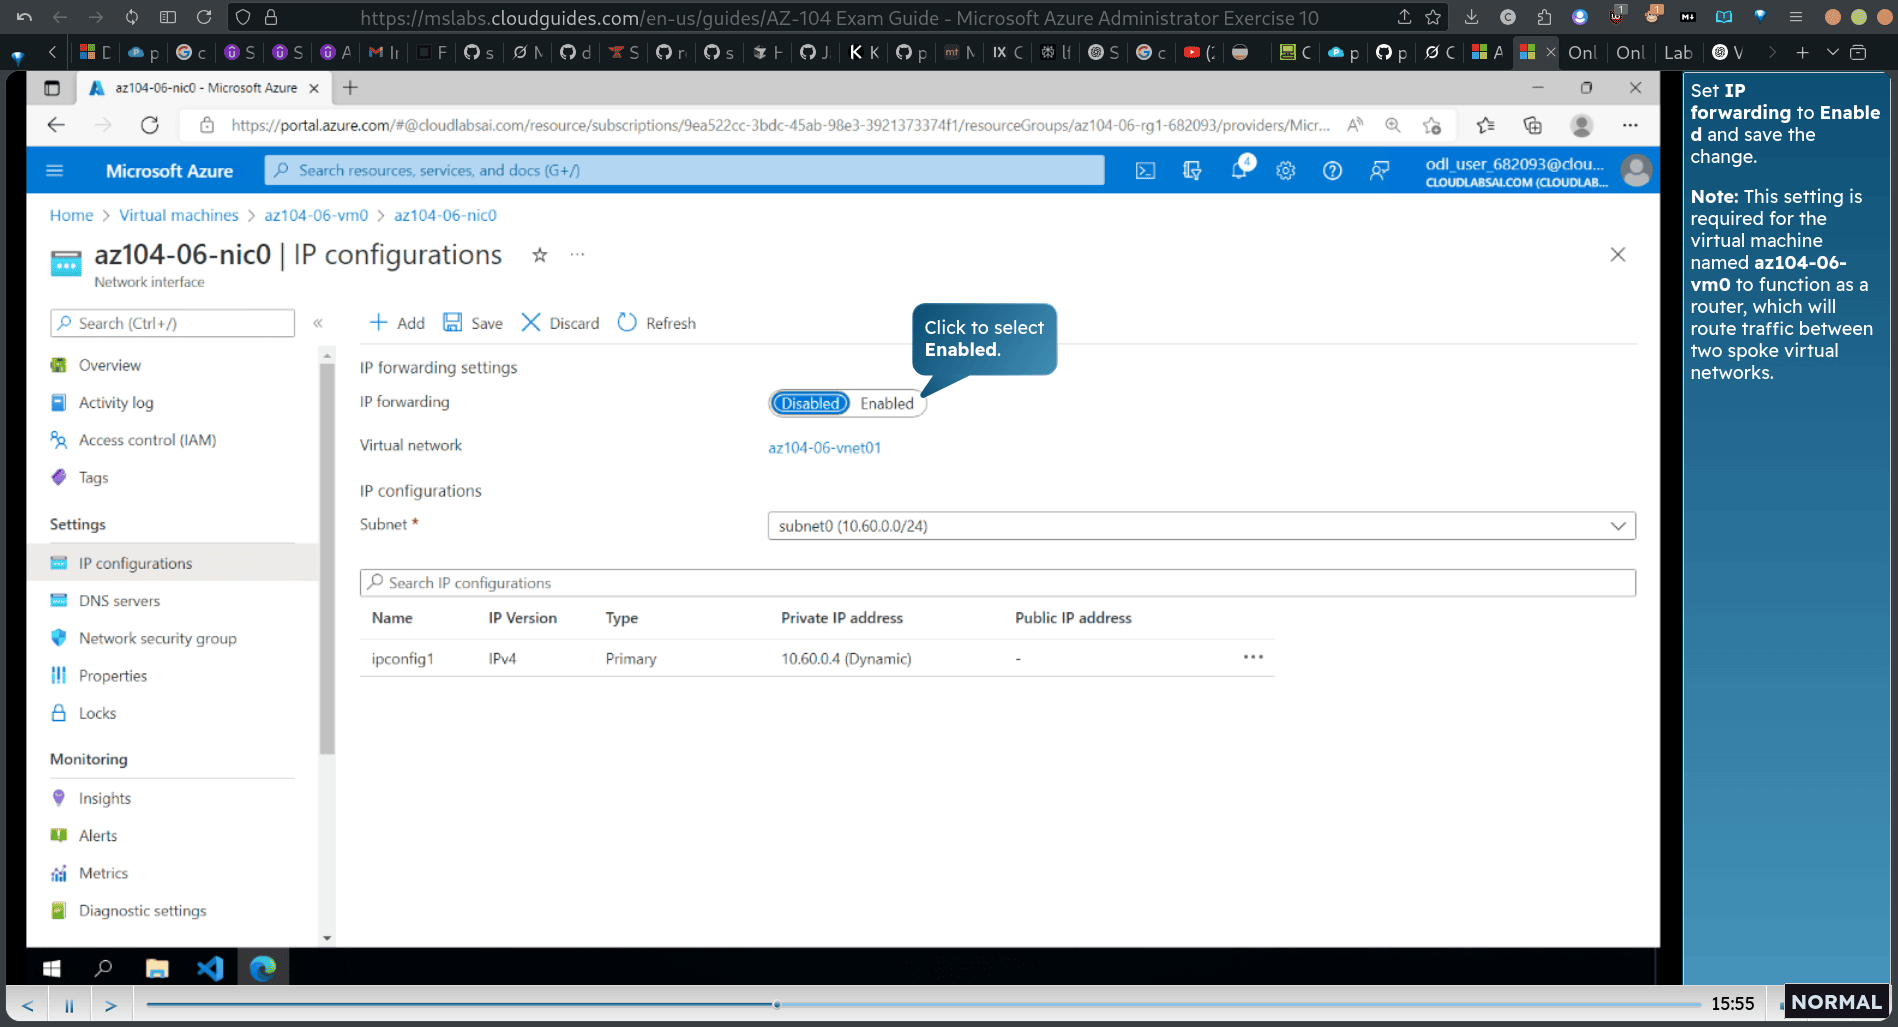 https://mslabs.cloudguides.com/en-us/guides/AZ-104 Exam Guide - Microsoft Azure Administrator Exercise 10
az104-06-nic0 - Microsoft Azure
https://portal.azure.com/#@cloudlabsai.com/resource/subscriptions/9ea522cc-3bdc-45ab-98e3-3921373374f1/resourceGroups/az104-06-rg1-682093/providers/Micr...
Microsoft Azure
Search resources, services, and docs (G+/)
4
odl_user_682093@clou...
CLOUDLABSAI.COM (CLOUDLAB...
Home > Virtual machines > az104-06-vm0 > az104-06-nic0
az104-06-nic0 | IP configurations
Network interface
Search (Ctrl+/)
Overview
Activity log
Access control (IAM)
Tags
Settings
IP configurations
DNS servers
Network security group
Properties
Locks
Monitoring
Insights
Alerts
Metrics
Diagnostic settings
Add Save Discard Refresh
Click to select
Enabled.
IP forwarding settings
IP forwarding
Disabled Enabled
Virtual network
az104-06-vnet01
IP configurations
Subnet *
subnet0 (10.60.0.0/24)
Search IP configurations
Name IP Version Type Private IP address Public IP address
ipconfig1 IPv4 Primary 10.60.0.4 (Dynamic) -
Set IP
forwarding to Enable
d and save the
change.
Note: This setting is
required for the
virtual machine
named az104-06-
vm0 to function as a
router, which will
route traffic between
two spoke virtual
networks.
15:55
NORMAL